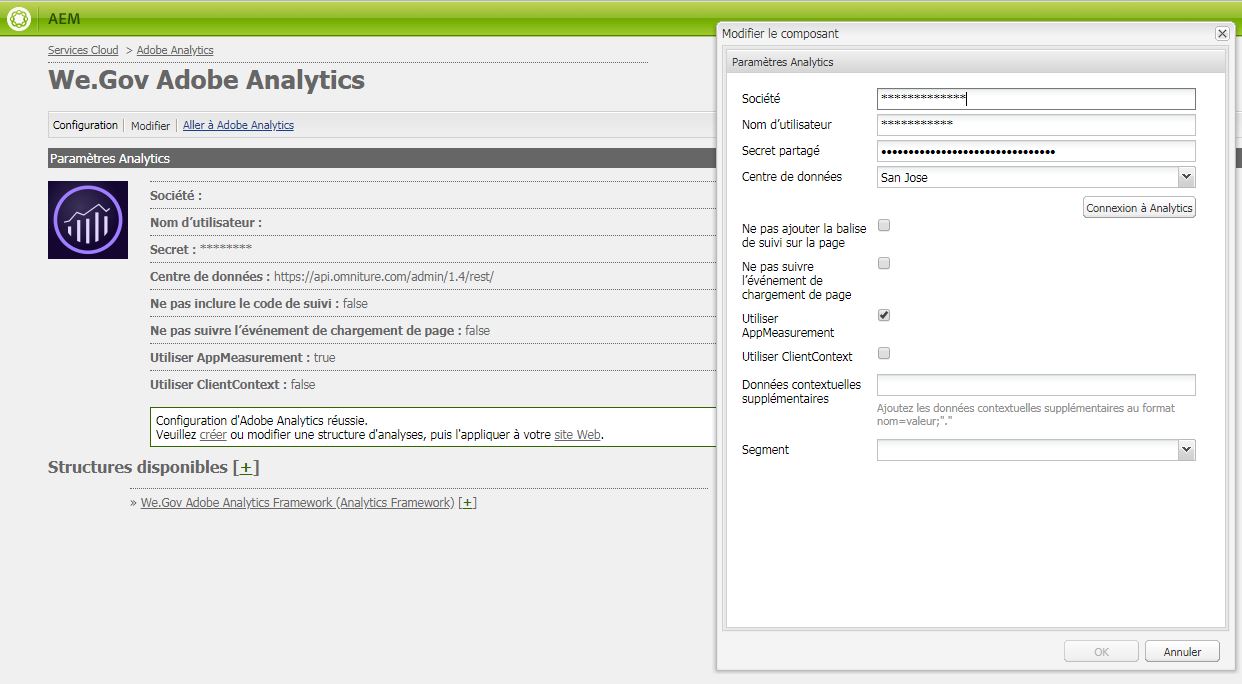 AEM
Services Cloud > Adobe Analytics
We.Gov Adobe Analytics
Configuration Modifier Aller à Adobe Analytics
Paramètres Analytics
Société :
Nom d'utilisateur :
Secret : ********
Centre de données : https://api.omniture.com/admin/1.4/rest/
Ne pas inclure le code de suivi : false
Ne pas suivre l'événement de chargement de page : false
Utiliser AppMeasurement : true
Utiliser ClientContext : false
Configuration d'Adobe Analytics réussie.
Veuillez créer ou modifier une structure d'analyses, puis l'appliquer à votre site Web.
Structures disponibles [+]
» We.Gov Adobe Analytics Framework (Analytics Framework) [+]
Modifier le composant
Paramètres Analytics
Société *************
Nom d'utilisateur ***********
Secret partagé ••••••••••••••••••••••••••••••••
Centre de données San Jose
Connexion à Analytics
Ne pas ajouter la balise
de suivi sur la page
Ne pas suivre
l'événement de
chargement de page
Utiliser
AppMeasurement
Utiliser ClientContext
Données contextuelles
supplémentaires
Ajoutez les données contextuelles supplémentaires au format
nom=valeur;"."
Segment
OK Annuler